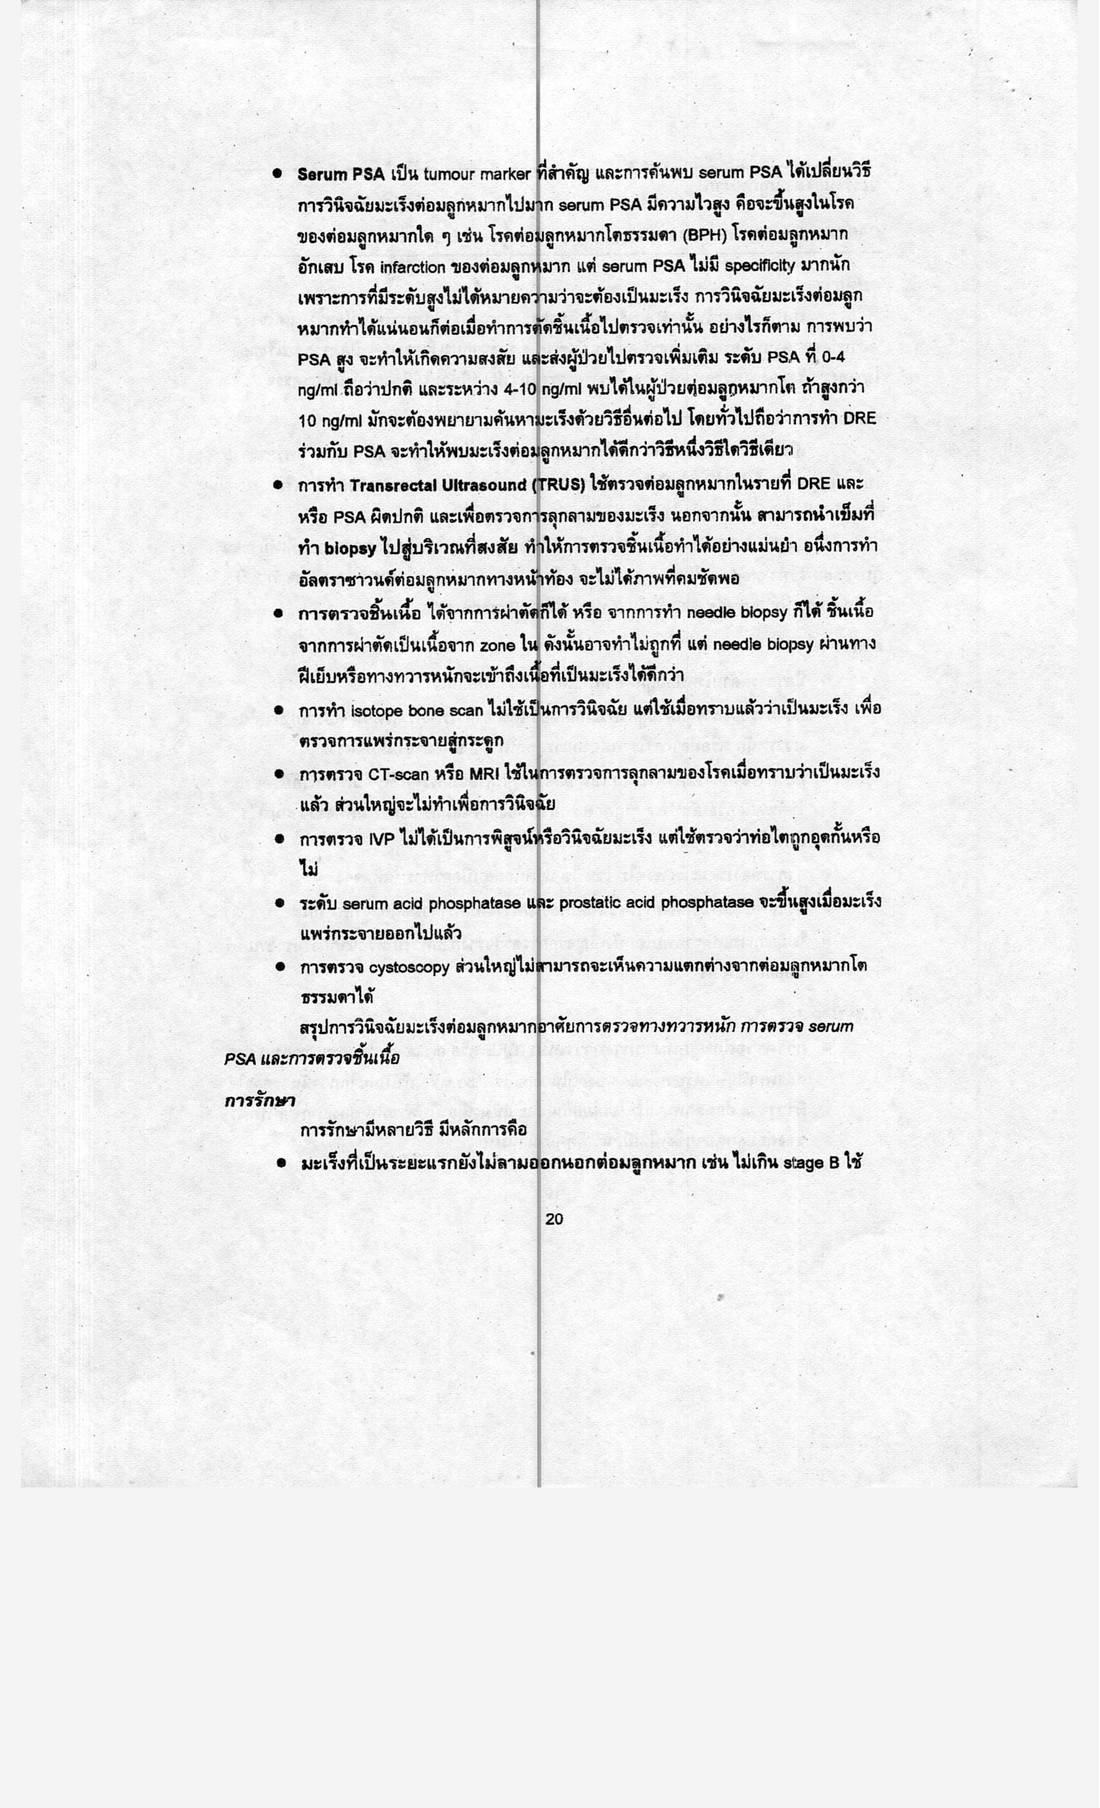 ● Serum PSA เป็น tumour marker ที่สำคัญ และการค้นพบ serum PSA ได้เปลี่ยนวิธี
การวินิจฉัยมะเร็งต่อมลูกหมากไปมาก serum PSA มีความไวสูง คือจะขึ้นสูงในโรค
ของต่อมลูกหมากใด ๆ เช่น โรคต่อมลูกหมากโตธรรมดา (BPH) โรคต่อมลูกหมาก
อักเสบ โรค infarction ของต่อมลูกหมาก แต่ serum PSA ไม่มี specificity มากนัก
เพราะการที่มีระดับสูงไม่ได้หมายความว่าจะต้องเป็นมะเร็ง การวินิจฉัยมะเร็งต่อมลูก
หมากทำได้แน่นอนก็ต่อเมื่อทำการตัดชิ้นเนื้อไปตรวจเท่านั้น อย่างไรก็ตาม การพบว่า
PSA สูง จะทำให้เกิดความสงสัย และส่งผู้ป่วยไปตรวจเพิ่มเติม ระดับ PSA ที่ 0-4
ng/ml ถือว่าปกติ และระหว่าง 4-10 ng/ml พบได้ในผู้ป่วยต่อมลูกหมากโต ถ้าสูงกว่า
10 ng/ml มักจะต้องพยายามค้นหามะเร็งด้วยวิธีอื่นต่อไป โดยทั่วไปถือว่าการทำ DRE
ร่วมกับ PSA จะทำให้พบมะเร็งต่อมลูกหมากได้ดีกว่าวิธีหนึ่งวิธีใดวิธีเดียว
● การทำ Transrectal Ultrasound (TRUS) ใช้ตรวจต่อมลูกหมากในรายที่ DRE และ
หรือ PSA ผิดปกติ และเพื่อตรวจการลุกลามของมะเร็ง นอกจากนั้น สามารถนำเข็มที่
ทำ biopsy ไปสู่บริเวณที่สงสัย ทำให้การตรวจชิ้นเนื้อทำได้อย่างแม่นยำ อนึ่งการทำ
อัลตราซาวนด์ต่อมลูกหมากทางหน้าท้อง จะไม่ได้ภาพที่คมชัดพอ
● การตรวจชิ้นเนื้อ ได้จากการผ่าตัดก็ได้ หรือ จากการทำ needle biopsy ก็ได้ ชิ้นเนื้อ
จากการผ่าตัดเป็นเนื้อจาก zone ใน ดังนั้นอาจทำไม่ถูกที่ แต่ needle biopsy ผ่านทาง
ฝีเย็บหรือทางทวารหนักจะเข้าถึงเนื้อที่เป็นมะเร็งได้ดีกว่า
● การทำ isotope bone scan ไม่ใช้เป็นการวินิจฉัย แต่ใช้เมื่อทราบแล้วว่าเป็นมะเร็ง เพื่อ
ตรวจการแพร่กระจายสู่กระดูก
● การตรวจ CT-scan หรือ MRI ใช้ในการตรวจการลุกลามของโรคเมื่อทราบว่าเป็นมะเร็ง
แล้ว ส่วนใหญ่จะไม่ทำเพื่อการวินิจฉัย
● การตรวจ IVP ไม่ได้เป็นการพิสูจน์หรือวินิจฉัยมะเร็ง แต่ใช้ตรวจว่าท่อไตถูกอุดกั้นหรือ
ไม่
● ระดับ serum acid phosphatase และ prostatic acid phosphatase จะขึ้นสูงเมื่อมะเร็ง
แพร่กระจายออกไปแล้ว
● การตรวจ cystoscopy ส่วนใหญ่ไม่สามารถจะเห็นความแตกต่างจากต่อมลูกหมากโต
ธรรมดาได้
สรุปการวินิจฉัยมะเร็งต่อมลูกหมากอาศัยการตรวจทางทวารหนัก การตรวจ serum
PSA และการตรวจชิ้นเนื้อ
การรักษา
การรักษามีหลายวิธี มีหลักการคือ
● มะเร็งที่เป็นระยะแรกยังไม่ลามออกนอกต่อมลูกหมาก เช่น ไม่เกิน stage B ใช้
20